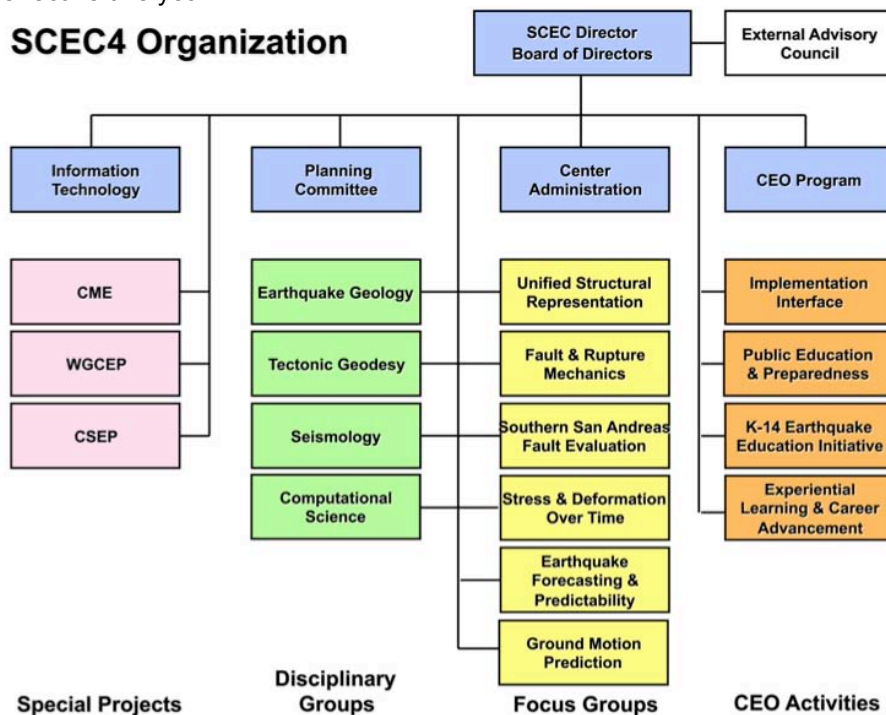 SCEC4 Organization
SCEC Director
Board of Directors
External Advisory
Council
Information
Technology
Planning
Committee
Center
Administration
CEO Program
CME
WGCEP
CSEP
Earthquake Geology
Tectonic Geodesy
Seismology
Computational
Science
Unified Structural
Representation
Fault & Rupture
Mechanics
Southern San Andreas
Fault Evaluation
Stress & Deformation
Over Time
Earthquake
Forecasting &
Predictability
Ground Motion
Prediction
Implementation
Interface
Public Education
& Preparedness
K-14 Earthquake
Education Initiative
Experiential
Learning & Career
Advancement
Special Projects
Disciplinary
Groups
Focus Groups
CEO Activities